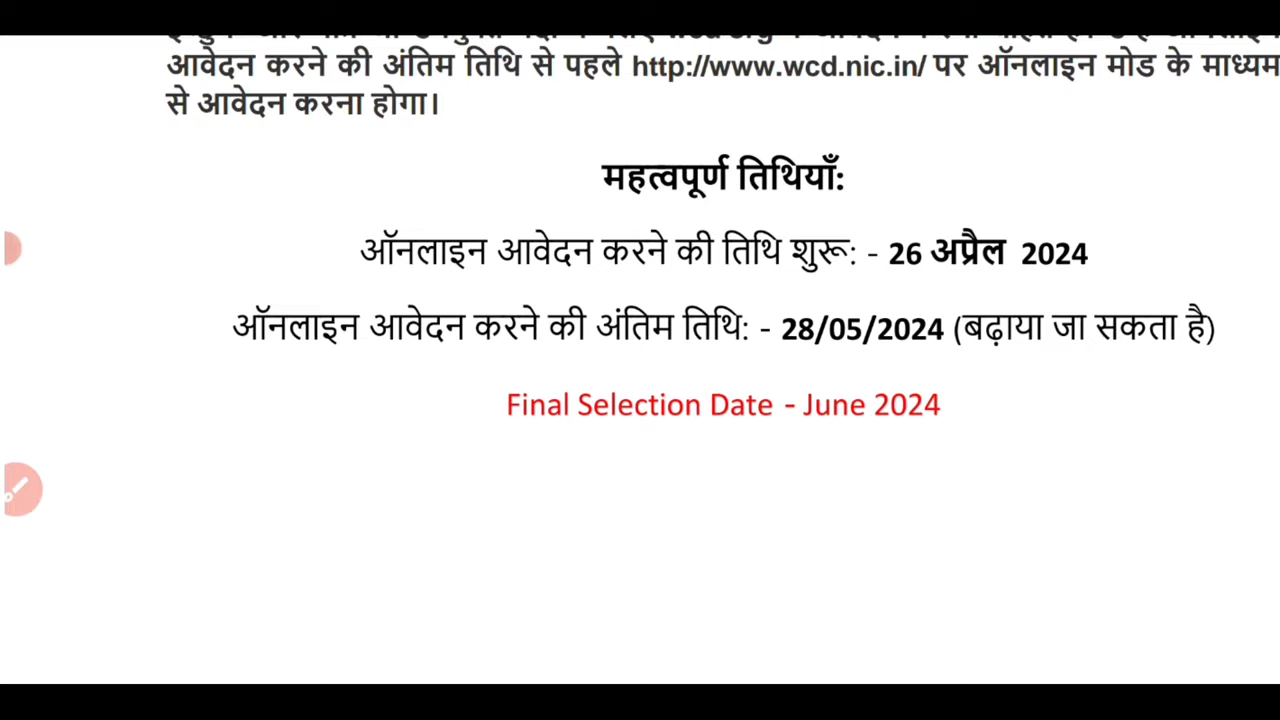 आवेदन करने की अंतिम तिथि से पहले http://www.wcd.nic.in/ पर ऑनलाइन मोड के माध्यम
से आवेदन करना होगा।
महत्वपूर्ण तिथियाँ:
ऑनलाइन आवेदन करने की तिथि शुरू: - 26 अप्रैल 2024
ऑनलाइन आवेदन करने की अंतिम तिथि: - 28/05/2024 (बढ़ाया जा सकता है)
Final Selection Date - June 2024